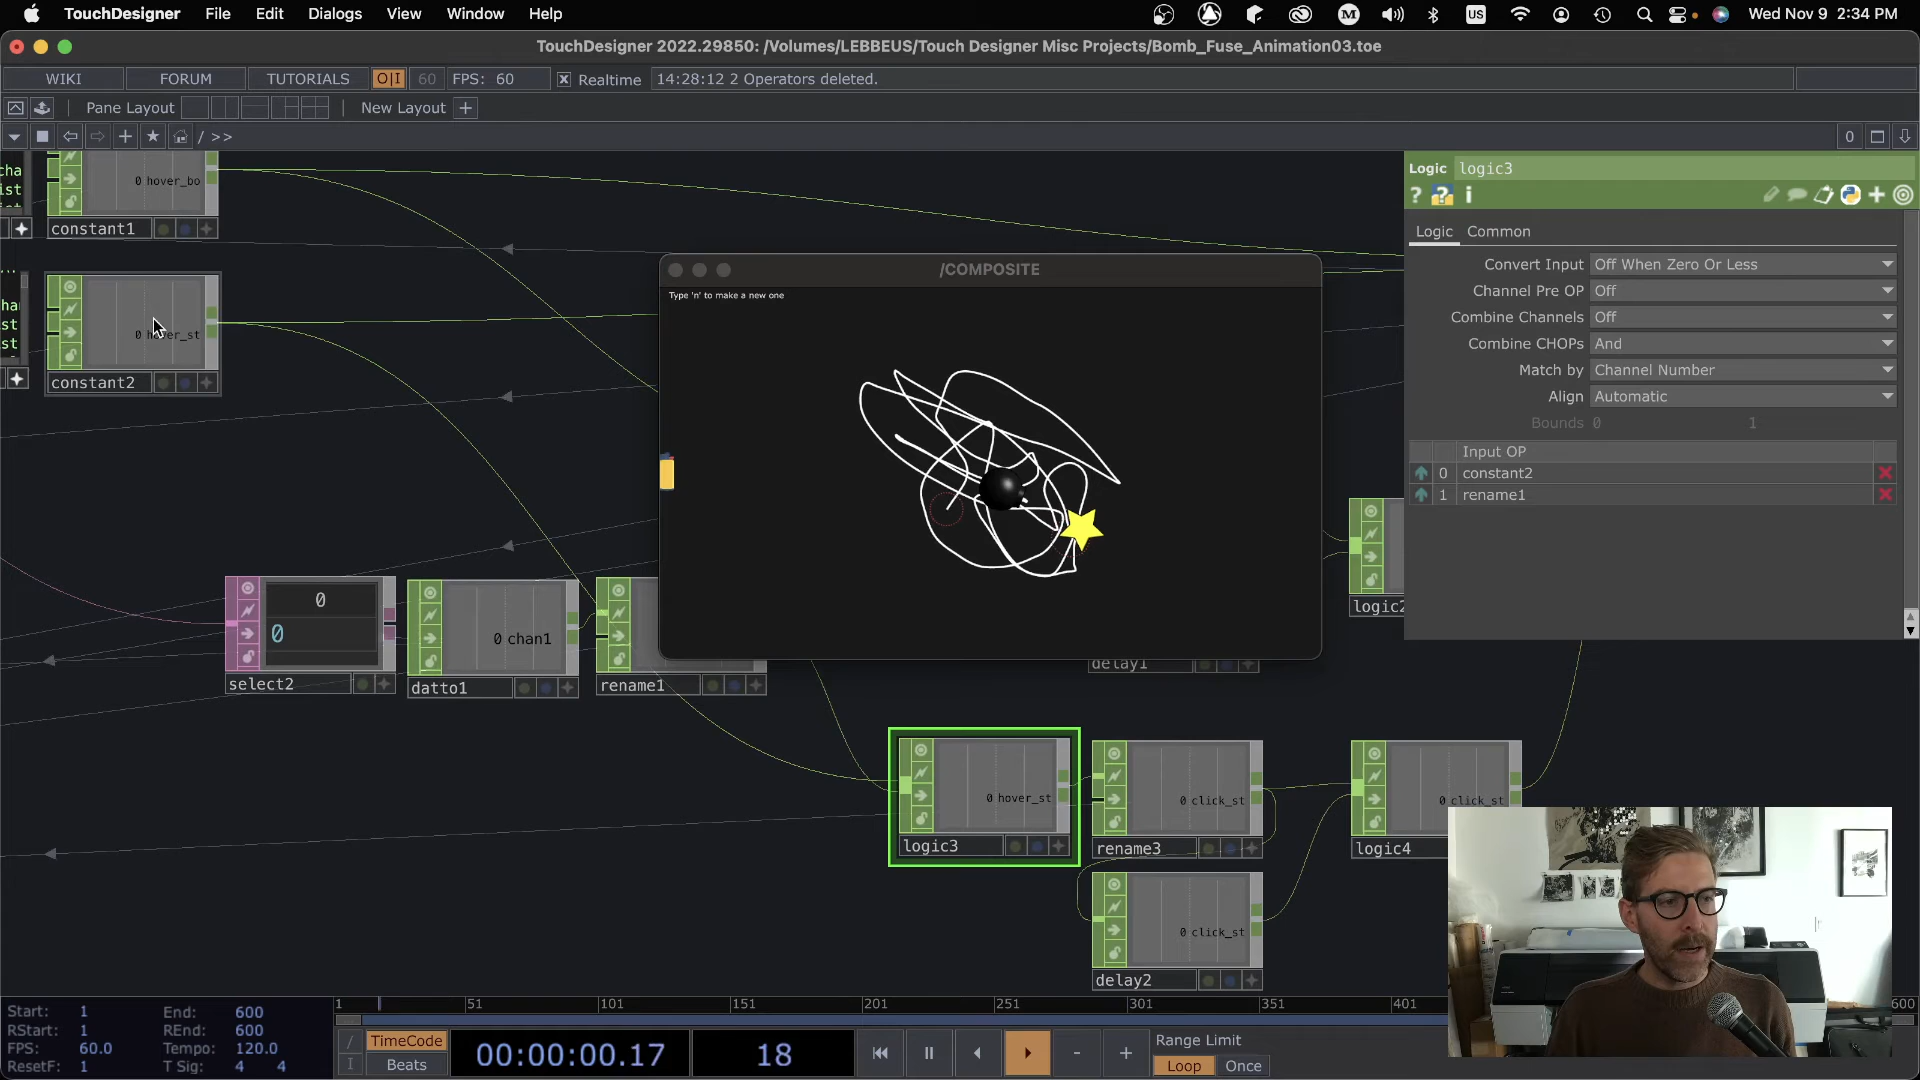 TouchDesigner File Edit Dialogs View Window Help US Wed Nov 9 2:34 PM
TouchDesigner 2022.29850: /Volumes/LEBBEUS/Touch Designer Misc Projects/Bomb_Fuse_Animation03.toe
WIKI FORUM TUTORIALS O|I 60 FPS: 60 Realtime 14:28:12 2 Operators deleted.
Pane Layout New Layout +
/ >> 0
0 hover_bo
constant1
0 hover_st
constant2
/COMPOSITE
Type 'n' to make a new one
Logic logic3
Logic Common
Convert Input Off When Zero Or Less
Channel Pre OP Off
Combine Channels Off
Combine CHOPs And
Match by Channel Number
Align Automatic
Bounds 0 1
Input OP
0 constant2
1 rename1
0
0
select2
0 chan1
datto1
rename1
delay1
logic2
0 hover_st
logic3
0 click_st
rename3
0 click_st
logic4
0 click_st
delay2
Start: 1 End: 600
RStart: 1 REnd: 600
FPS: 60.0 Tempo: 120.0
ResetF: 1 T Sig: 4 4
1 51 101 151 201 251 301 351 401 600
TimeCode
Beats
00:00:00.17 18
Range Limit
Loop Once